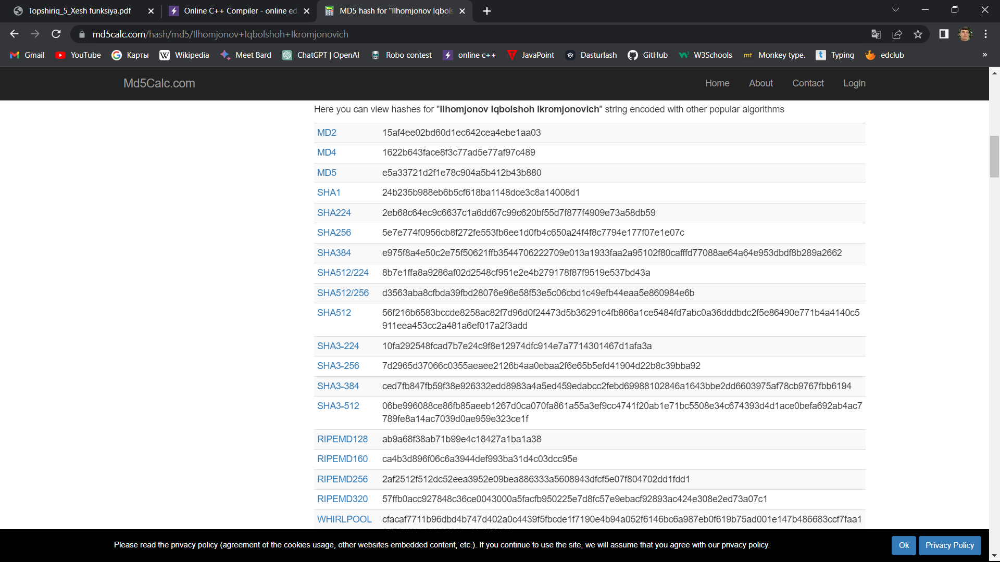 Topshiriq_5_Xesh funksiya.pdf
Online C++ Compiler - online ed
MD5 hash for "Ilhomjonov Iqbols
md5calc.com/hash/md5/Ilhomjonov+Iqbolshoh+Ikromjonovich
Gmail YouTube Карты Wikipedia Meet Bard ChatGPT | OpenAI Robo contest online c++ JavaPoint Dasturlash GitHub W3Schools Monkey type. Typing edclub »
Md5Calc.com Home About Contact Login
Here you can view hashes for "Ilhomjonov Iqbolshoh Ikromjonovich" string encoded with other popular algorithms
MD2 15af4ee02bd60d1ec642cea4ebe1aa03
MD4 1622b643face8f3c77ad5e77af97c489
MD5 e5a33721d2f1e78c904a5b412b43b880
SHA1 24b235b988eb6b5cf618ba1148dce3c8a14008d1
SHA224 2eb68c64ec9c6637c1a6dd67c99c620bf55d7f877f4909e73a58db59
SHA256 5e7e774f0956cb8f272fe553fb6ee1d0fb4c650a24f4f8c7794e177f07e1e07c
SHA384 e975f8a4e50c2e75f50621ffb3544706222709e013a1933faa2a95102f80cafffd77088ae64a64e953dbdf8b289a2662
SHA512/224 8b7e1ffa8a9286af02d2548cf951e2e4b279178f87f9519e537bd43a
SHA512/256 d3563aba8cfbda39fbd28076e96e58f53e5c06cbd1c49efb44eaa5e860984e6b
SHA512 56f216b6583bccde8258ac82f7d96d0f24473d5b36291c4fb866a1ce5484fd7abc0a36dddbdc2f5e86490e771b4a4140c5
911eea453cc2a481a6ef017a2f3add
SHA3-224 10fa292548fcad7b7e24c9f8e12974dfc914e7a7714301467d1afa3a
SHA3-256 7d2965d37066c0355aeaee2126b4aa0ebaa2f6e65b5efd41904d22b8c39bba92
SHA3-384 ced7fb847fb59f38e926332edd8983a4a5ed459edabcc2febd69988102846a1643bbe2dd6603975af78cb9767fbb6194
SHA3-512 06be996088ce86fb85aeeb1267d0ca070fa861a55a3ef9cc4741f20ab1e71bc5508e34c674393d4d1ace0befa692ab4ac7
789fe8a14ac7039d0ae959e323ce1f
RIPEMD128 ab9a68f38ab71b99e4c18427a1ba1a38
RIPEMD160 ca4b3d896f06c6a3944def993ba31d4c03dcc95e
RIPEMD256 2af2512f512dc52eea3952e09bea886333a5608943dfcf5e07f804702dd1fdd1
RIPEMD320 57ffb0acc927848c36ce0043000a5facfb950225e7d8fc57e9ebacf92893ac424e308e2ed73a07c1
WHIRLPOOL cfacaf7711b96dbd4b747d402a0c4439f5fbcde1f7190e4b94a052f6146bc6a987eb0f619b75ad001e147b486683ccf7faa1
Please read the privacy policy (agreement of the cookies usage, other websites embedded content, etc.). If you continue to use the site, we will assume that you agree with our privacy policy.
Ok Privacy Policy